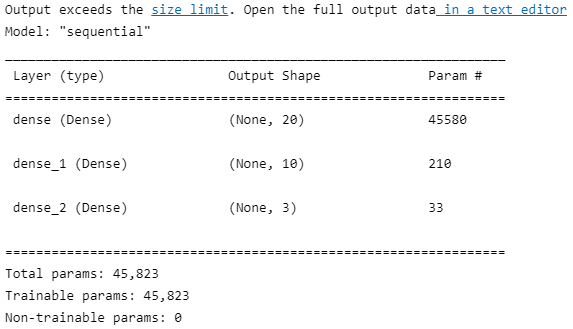 Output exceeds the size limit. Open the full output data in a text editor
Model: "sequential"
_________________________________________________________________
Layer (type) Output Shape Param #
=================================================================
dense (Dense) (None, 20) 45580
dense_1 (Dense) (None, 10) 210
dense_2 (Dense) (None, 3) 33
=================================================================
Total params: 45,823
Trainable params: 45,823
Non-trainable params: 0